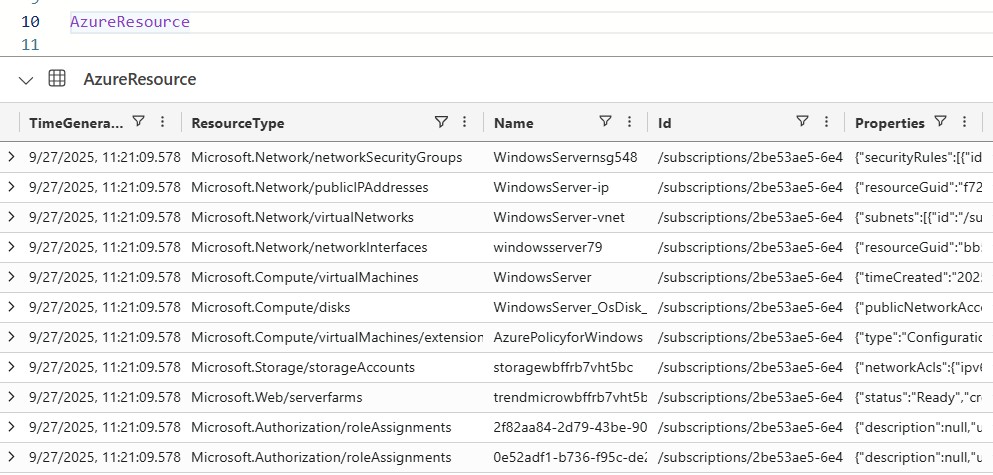 9
10 AzureResource
11
AzureResource
TimeGenera... ResourceType Name Id Properties
9/27/2025, 11:21:09.578 Microsoft.Network/networkSecurityGroups WindowsServernsg548 /subscriptions/2be53ae5-6e4 {"securityRules":[{"id
9/27/2025, 11:21:09.578 Microsoft.Network/publicIPAddresses WindowsServer-ip /subscriptions/2be53ae5-6e4 {"resourceGuid":"f72
9/27/2025, 11:21:09.578 Microsoft.Network/virtualNetworks WindowsServer-vnet /subscriptions/2be53ae5-6e4 {"subnets":[{"id":"/su
9/27/2025, 11:21:09.578 Microsoft.Network/networkInterfaces windowsserver79 /subscriptions/2be53ae5-6e4 {"resourceGuid":"bb
9/27/2025, 11:21:09.578 Microsoft.Compute/virtualMachines WindowsServer /subscriptions/2be53ae5-6e4 {"timeCreated":"202
9/27/2025, 11:21:09.578 Microsoft.Compute/disks WindowsServer_OsDisk_ /subscriptions/2be53ae5-6e4 {"publicNetworkAcc
9/27/2025, 11:21:09.578 Microsoft.Compute/virtualMachines/extension AzurePolicyforWindows /subscriptions/2be53ae5-6e4 {"type":"Configuratic
9/27/2025, 11:21:09.578 Microsoft.Storage/storageAccounts storagewbffrb7vht5bc /subscriptions/2be53ae5-6e4 {"networkAcls":{"ipv
9/27/2025, 11:21:09.578 Microsoft.Web/serverfarms trendmicrowbffrb7vht5b /subscriptions/2be53ae5-6e4 {"status":"Ready","cr
9/27/2025, 11:21:09.578 Microsoft.Authorization/roleAssignments 2f82aa84-2d79-43be-90 /subscriptions/2be53ae5-6e4 {"description":null,"u
9/27/2025, 11:21:09.578 Microsoft.Authorization/roleAssignments 0e52adf1-b736-f95c-de /subscriptions/2be53ae5-6e4 {"description":null,"u